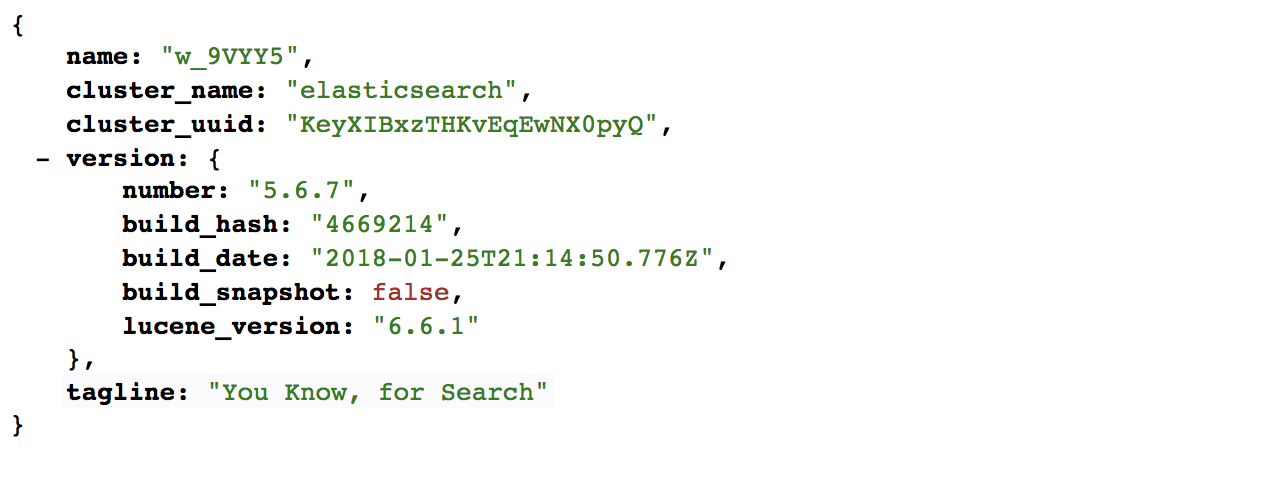 {
name: "w_9VYY5",
cluster_name: "elasticsearch",
cluster_uuid: "KeyXIBxzTHKvEqEwNX0pyQ",
- version: {
number: "5.6.7",
build_hash: "4669214",
build_date: "2018-01-25T21:14:50.776Z",
build_snapshot: false,
lucene_version: "6.6.1"
},
tagline: "You Know, for Search"
}